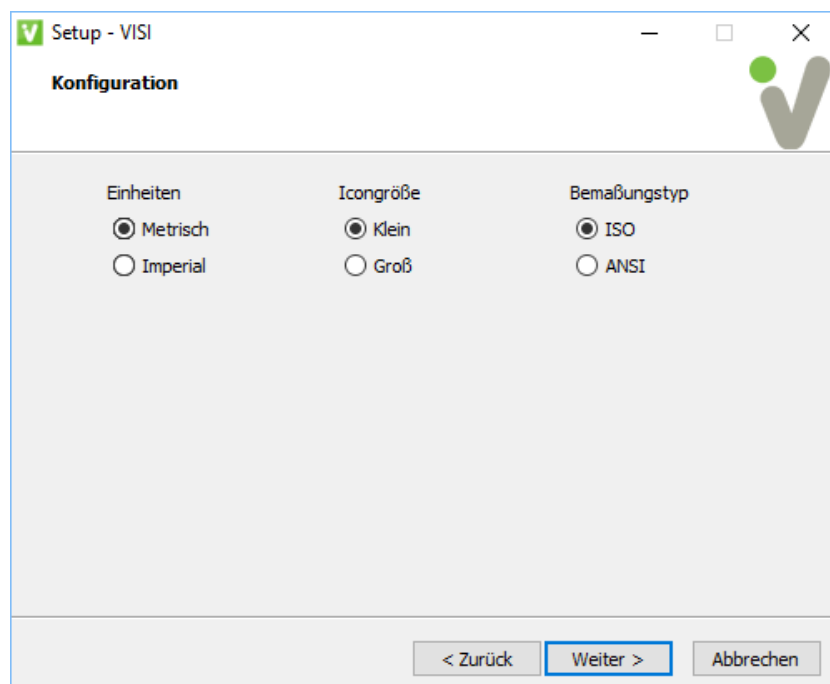 Setup - VISI
Konfiguration
Einheiten Icongröße Bemaßungstyp
Metrisch Klein ISO
Imperial Groß ANSI
< Zurück Weiter > Abbrechen